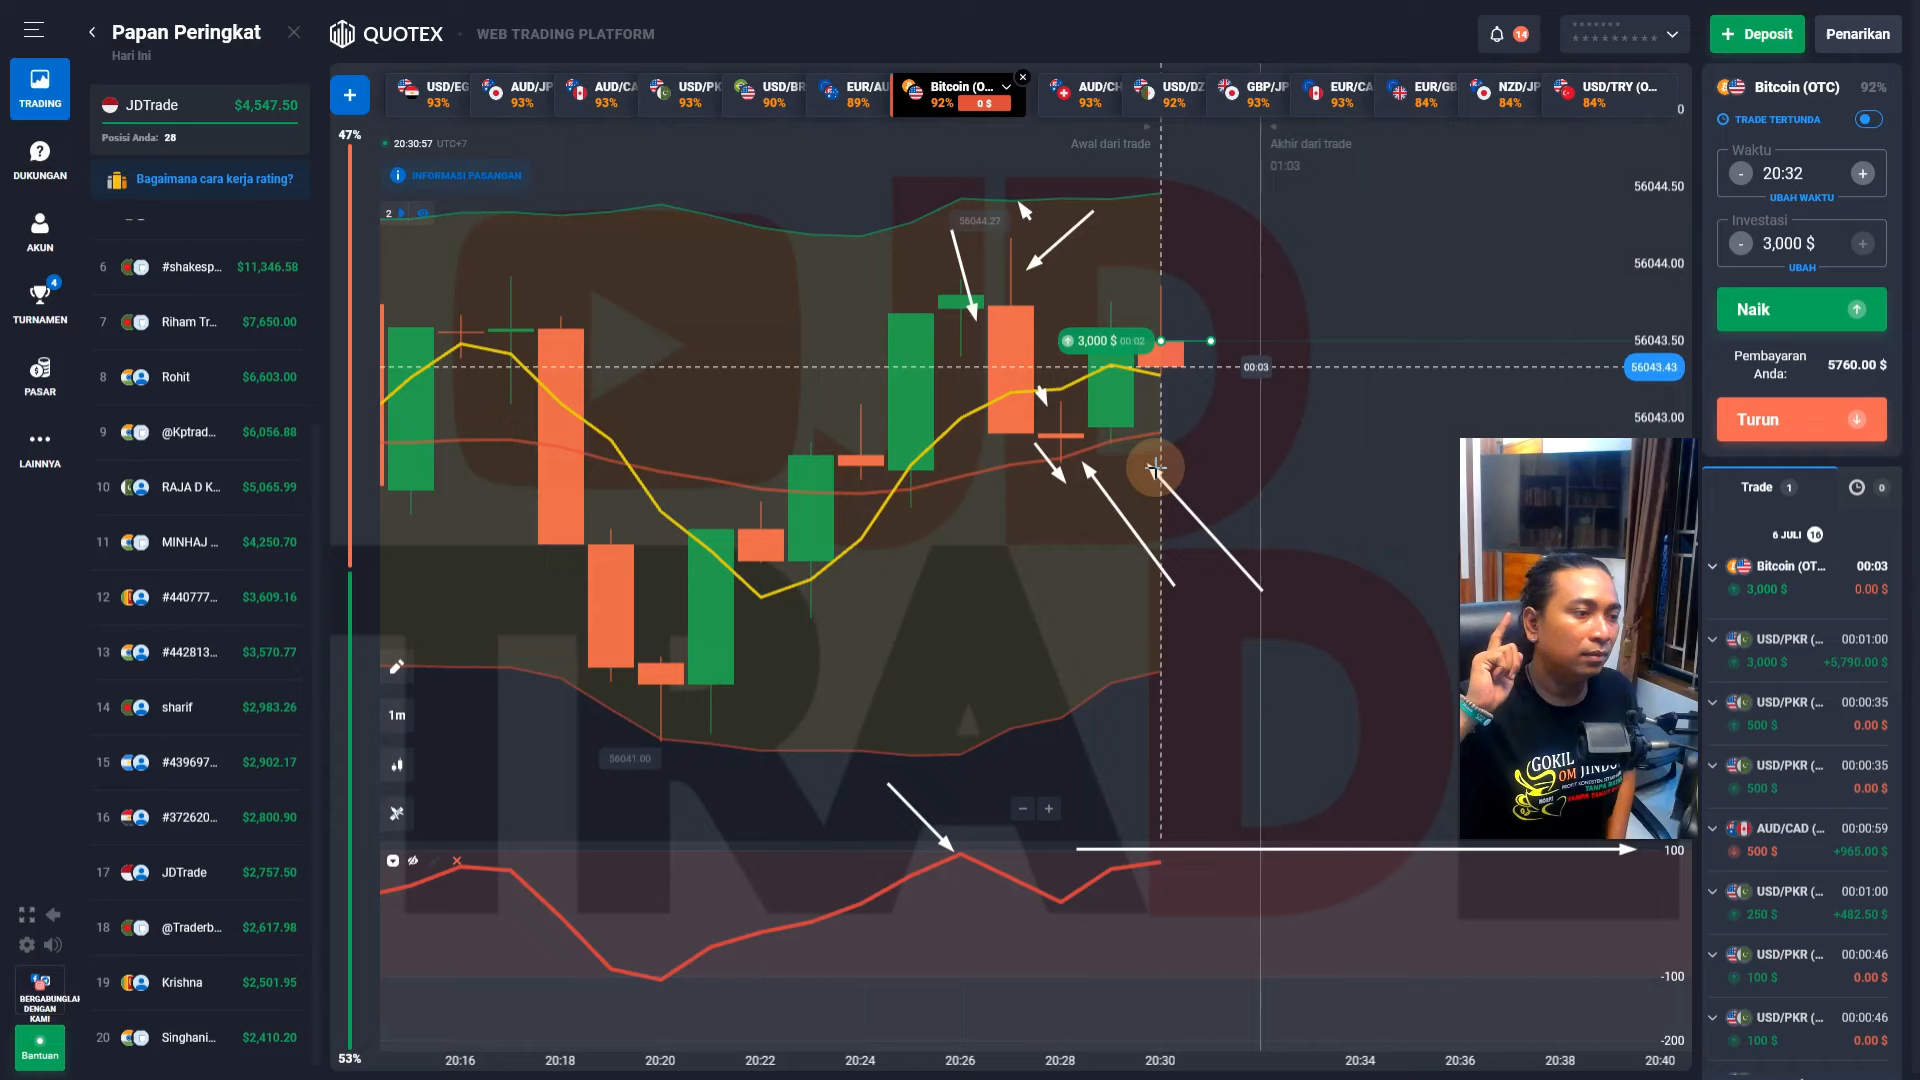 Papan Peringkat
Hari Ini
QUOTEX
WEB TRADING PLATFORM
14
Deposit
Penarikan
TRADING
DUKUNGAN
AKUN
4
TURNAMEN
PASAR
LAINNYA
BERGABUNGLAH
DENGAN
KAMI
Bantuan
JDTrade $4,547.50
Posisi Anda: 28
Bagaimana cara kerja rating?
6 #shakesp... $11,346.58
7 Riham Tr... $7,650.00
8 Rohit $6,603.00
9 @Kptrad... $6,056.88
10 RAJA D K... $5,065.99
11 MINHAJ ... $4,250.70
12 #440777... $3,609.16
13 #442813... $3,570.77
14 sharif $2,983.26
15 #439697... $2,902.17
16 #372620... $2,800.90
17 JDTrade $2,757.50
18 @Traderb... $2,617.98
19 Krishna $2,501.95
20 Singhani... $2,410.20
USD/EG
93%
AUD/JP
93%
AUD/CA
93%
USD/PK
93%
USD/BR
90%
EUR/AU
89%
Bitcoin (O...
92% 0 $
AUD/CH
93%
USD/DZ
92%
GBP/JP
93%
EUR/CA
93%
EUR/GB
84%
NZD/JP
84%
USD/TRY (O...
84%
0
47%
20:30:57 UTC+7
Awal dari trade
Akhir dari trade
01:03
INFORMASI PASANGAN
2
56044.27
56044.50
56044.00
56043.50
56043.43
56043.00
3,000 $ 00:02
00:03
1m
56041.00
JD
TRAD
GOKIL
OM JINDO
100
-100
-200
53%
20:16 20:18 20:20 20:22 20:24 20:26 20:28 20:30 20:34 20:36 20:38 20:40
Bitcoin (OTC) 92%
TRADE TERTUNDA
Waktu
- 20:32 +
UBAH WAKTU
Investasi
- 3,000 $ +
UBAH
Naik
Pembayaran
Anda: 5760.00 $
Turun
Trade 1 0
6 JULI 16
Bitcoin (OT... 00:03
3,000 $ 0.00 $
USD/PKR (... 00:01:00
3,000 $ +5,790.00 $
USD/PKR (... 00:00:35
500 $ 0.00 $
USD/PKR (... 00:00:35
500 $ 0.00 $
AUD/CAD (... 00:00:59
500 $ +965.00 $
USD/PKR (... 00:01:00
250 $ +482.50 $
USD/PKR (... 00:00:46
100 $ 0.00 $
USD/PKR (... 00:00:46
100 $ 0.00 $